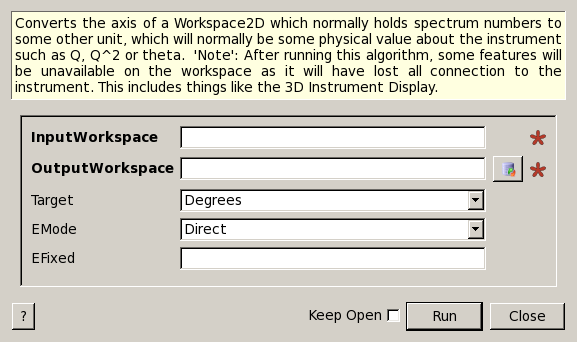 Converts the axis of a Workspace2D which normally holds spectrum numbers to
some other unit, which will normally be some physical value about the instrument
such as Q, Q^2 or theta.  'Note': After running this algorithm, some features will
be unavailable on the workspace as it will have lost all connection to the
instrument. This includes things like the 3D Instrument Display.
InputWorkspace
OutputWorkspace
Target Degrees
EMode Direct
EFixed
? Keep Open Run Close